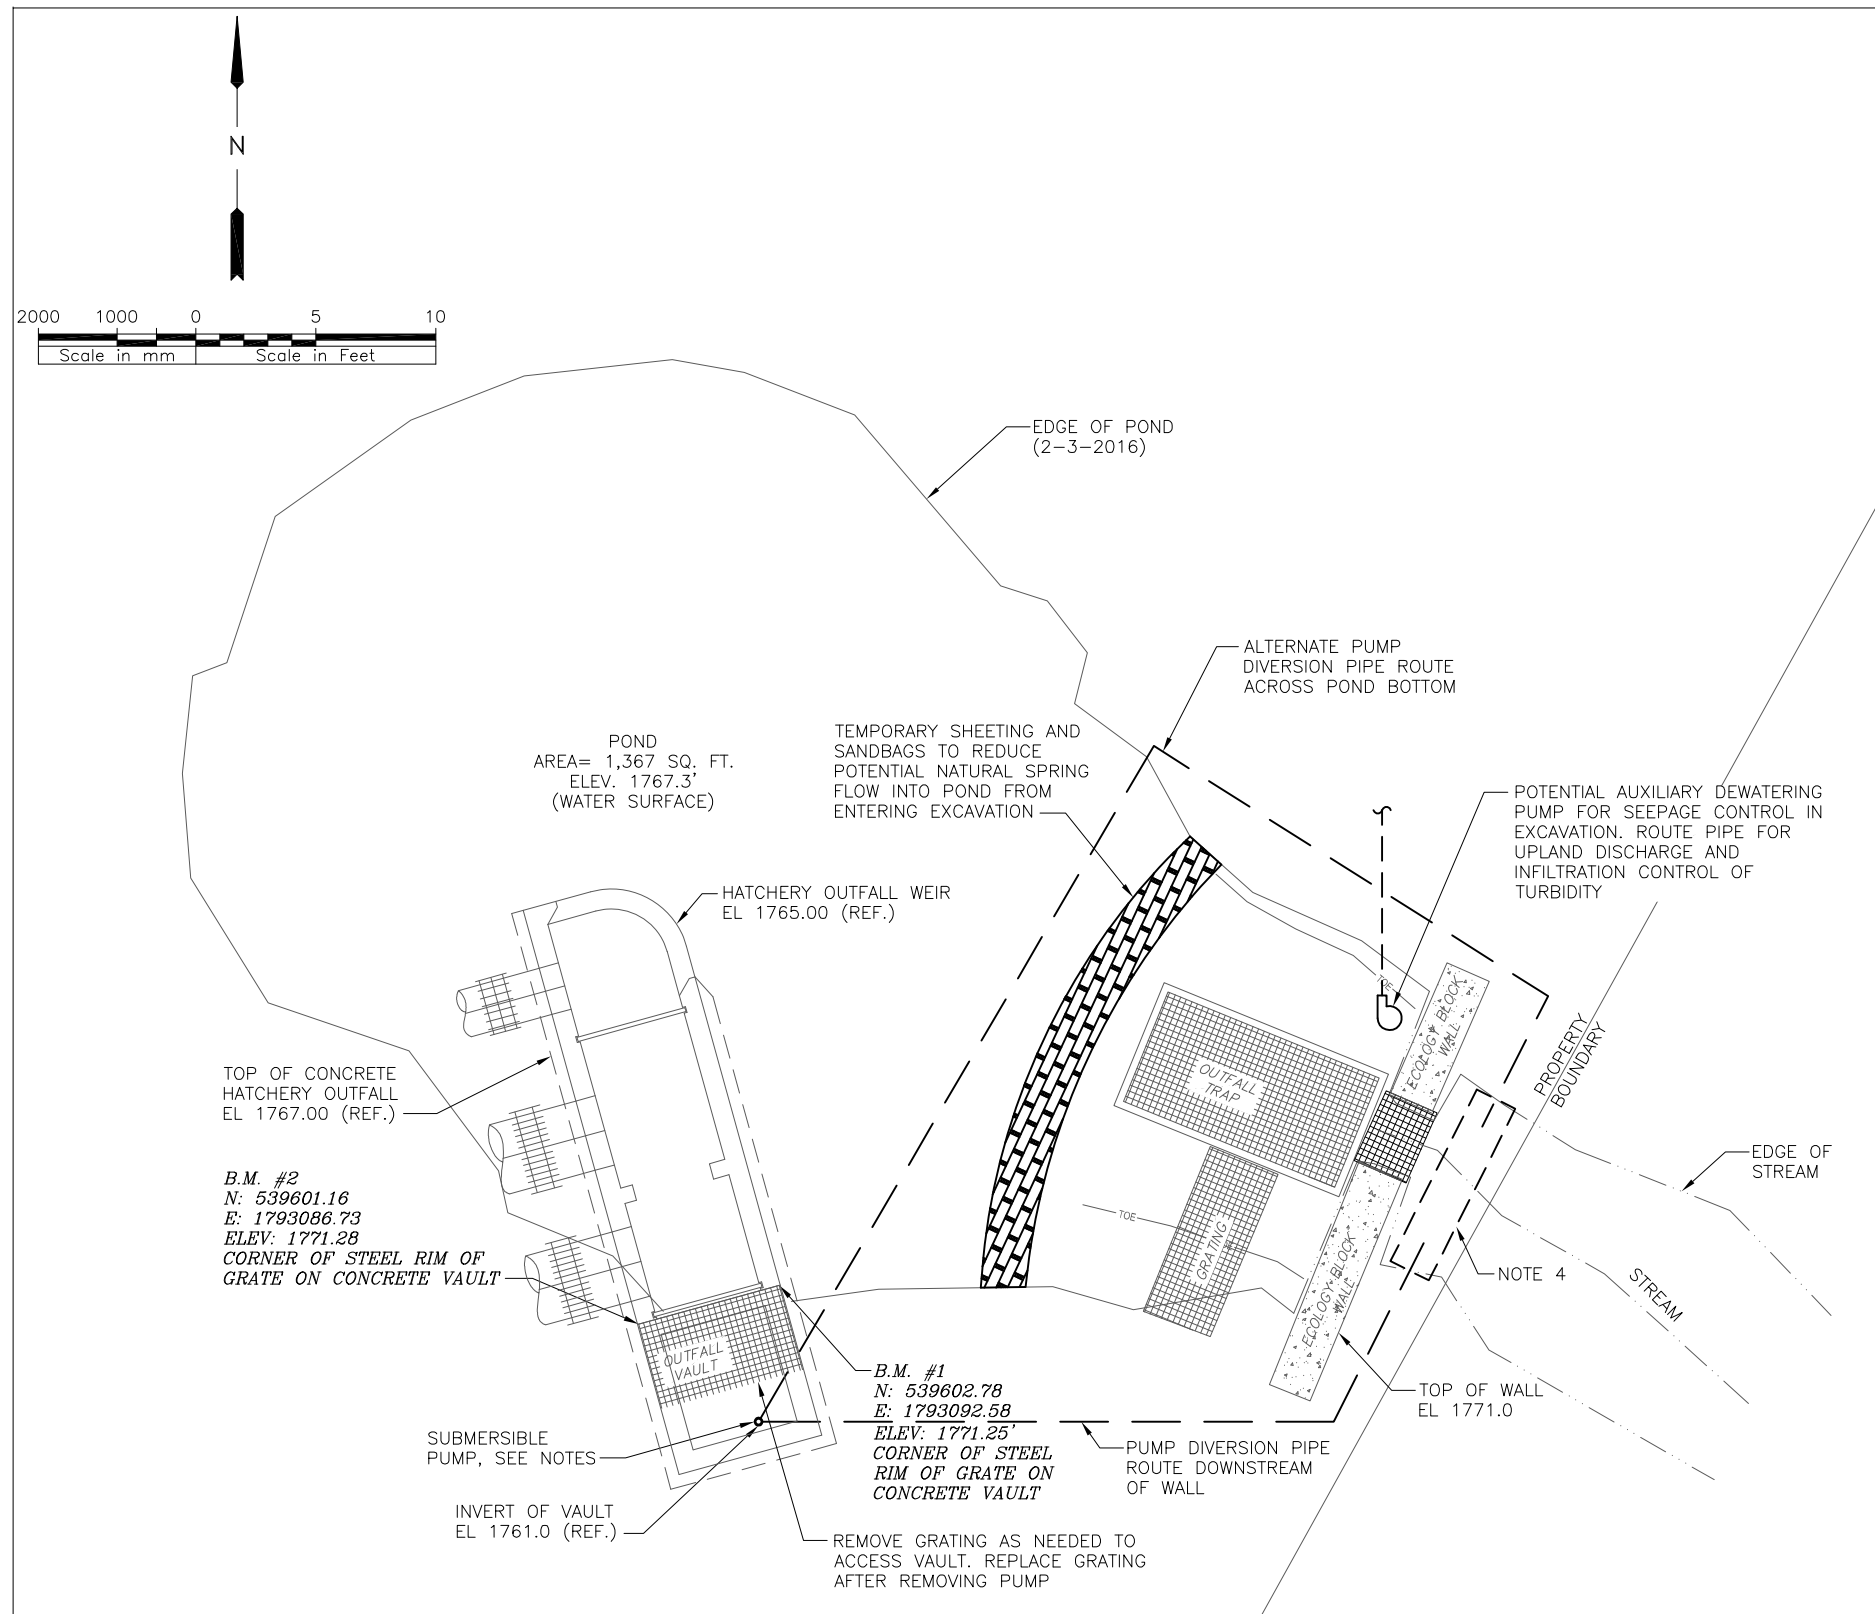 N
2000 1000 0 5 10
Scale in mm Scale in Feet
EDGE OF POND
(2-3-2016)
ALTERNATE PUMP
DIVERSION PIPE ROUTE
ACROSS POND BOTTOM
POND
AREA= 1,367 SQ. FT.
ELEV. 1767.3'
(WATER SURFACE)
TEMPORARY SHEETING AND
SANDBAGS TO REDUCE
POTENTIAL NATURAL SPRING
FLOW INTO POND FROM
ENTERING EXCAVATION
POTENTIAL AUXILIARY DEWATERING
PUMP FOR SEEPAGE CONTROL IN
EXCAVATION. ROUTE PIPE FOR
UPLAND DISCHARGE AND
INFILTRATION CONTROL OF
TURBIDITY
HATCHERY OUTFALL WEIR
EL 1765.00 (REF.)
TOE
ECOLOGY BLOCK
WALL
PROPERTY
BOUNDARY
OUTFALL
TRAP
TOP OF CONCRETE
HATCHERY OUTFALL
EL 1767.00 (REF.)
EDGE OF
STREAM
B.M. #2
N: 539601.16
E: 1793086.73
ELEV: 1771.28
CORNER OF STEEL RIM OF
GRATE ON CONCRETE VAULT
TOE
GRATING
ECOLOGY BLOCK
WALL
NOTE 4
STREAM
OUTFALL
VAULT
B.M. #1
N: 539602.78
E: 1793092.58
ELEV: 1771.25'
CORNER OF STEEL
RIM OF GRATE ON
CONCRETE VAULT
TOP OF WALL
EL 1771.0
SUBMERSIBLE
PUMP, SEE NOTES
PUMP DIVERSION PIPE
ROUTE DOWNSTREAM
OF WALL
INVERT OF VAULT
EL 1761.0 (REF.)
REMOVE GRATING AS NEEDED TO
ACCESS VAULT. REPLACE GRATING
AFTER REMOVING PUMP